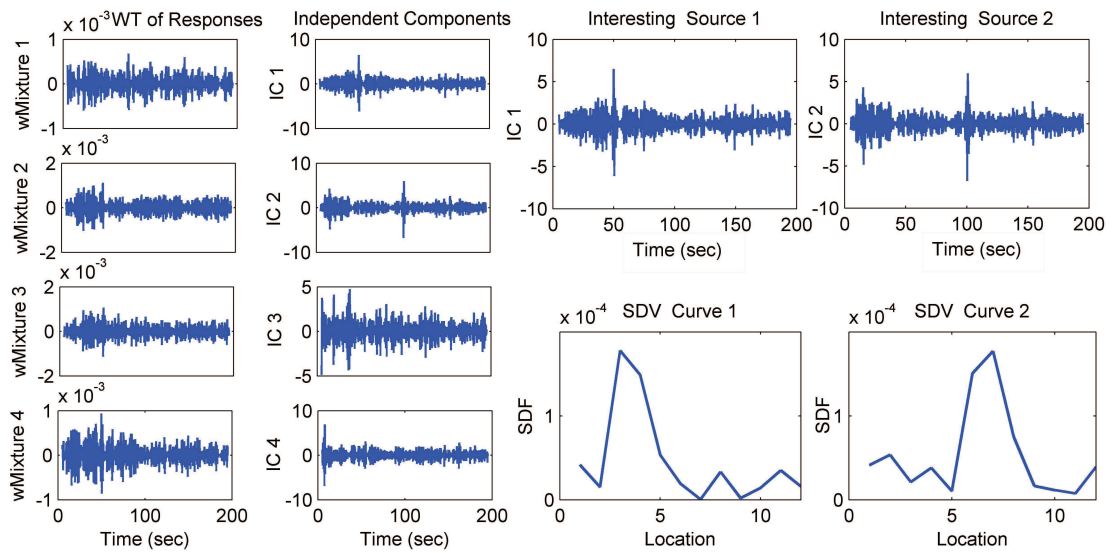 x 10⁻³ WT of Responses
wMixture 1
1
0
-1
x 10⁻³
wMixture 2
2
0
-2
x 10⁻³
wMixture 3
2
0
-2
x 10⁻³
wMixture 4
1
0
-1
0 100 200
Time (sec)
Independent Components
IC 1
10
0
-10
IC 2
10
0
-10
IC 3
5
0
-5
IC 4
10
0
-10
0 100 200
Time (sec)
Interesting Source 1
IC 1
10
5
0
-5
-10
0 50 100 150 200
Time (sec)
Interesting Source 2
IC 2
10
5
0
-5
-10
0 50 100 150 200
Time (sec)
x 10⁻⁴ SDV Curve 1
SDF
1
0
0 5 10
Location
x 10⁻⁴ SDV Curve 2
SDF
1
0
0 5 10
Location